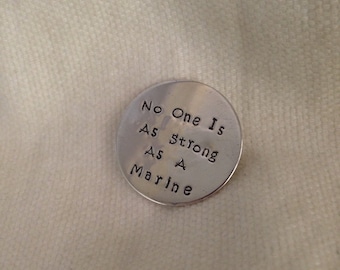 No One Is
As Strong
As A
Marine